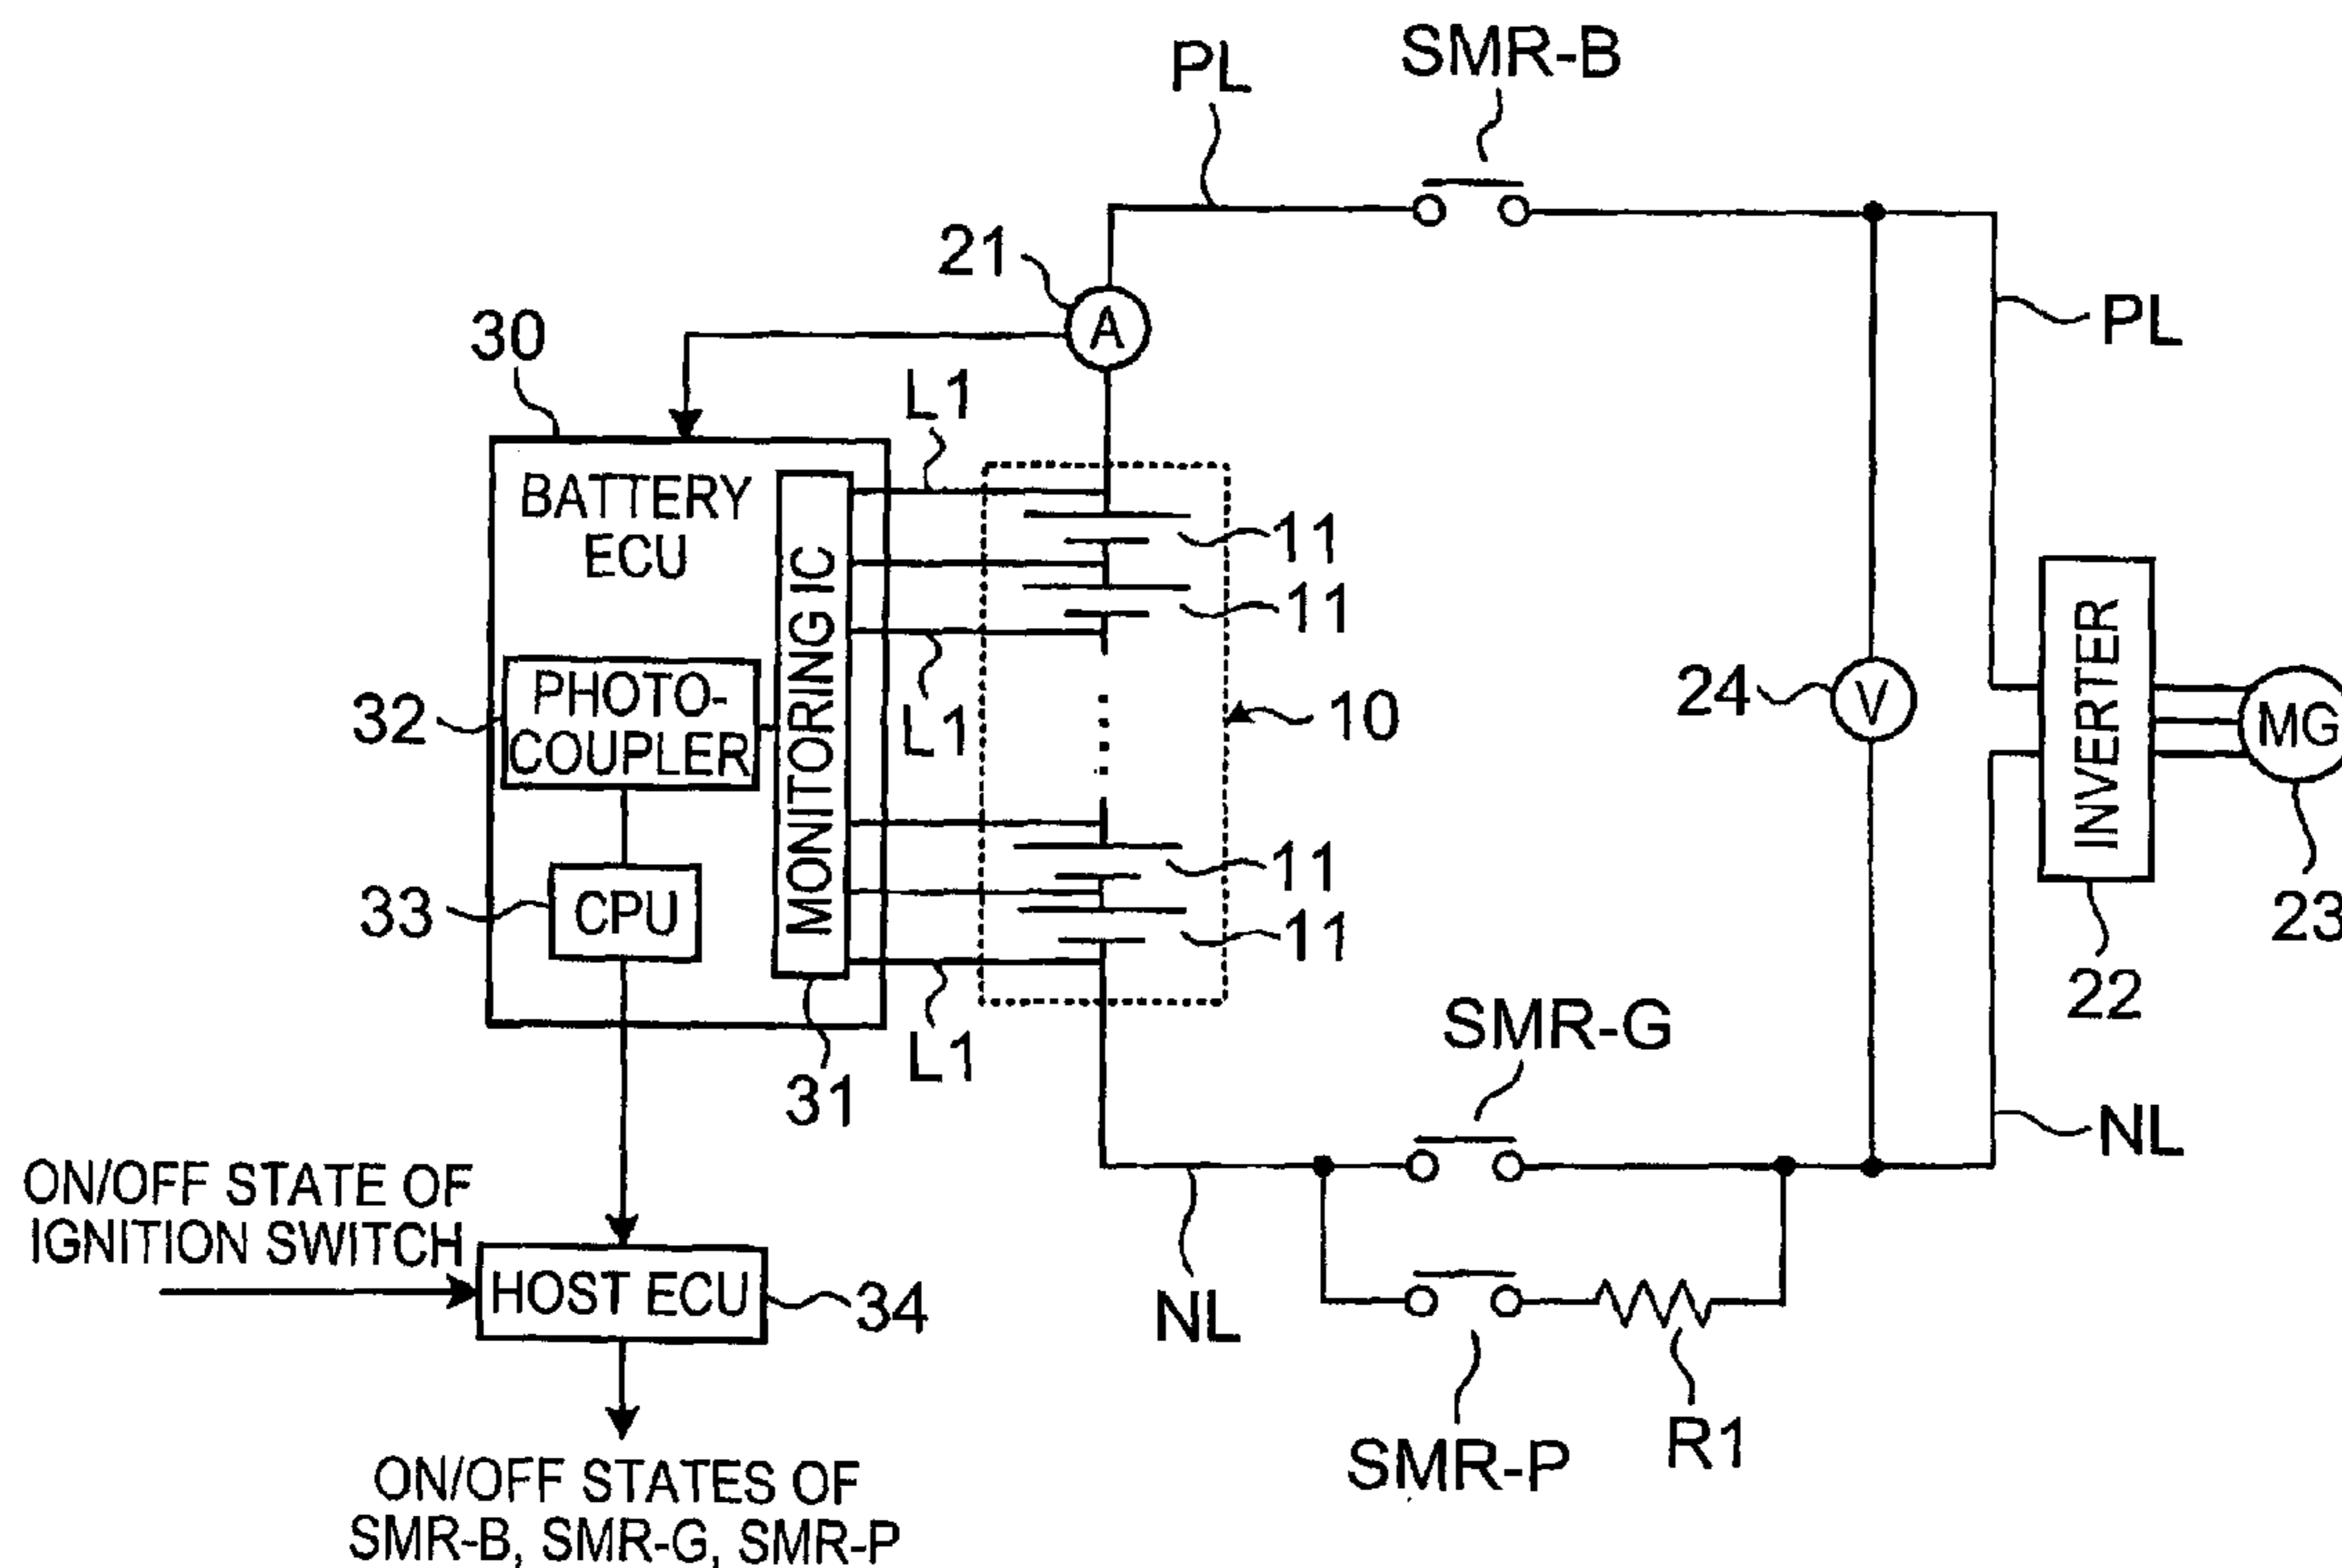 SMR-B
PL
21
A
30
PL
L1
BATTERY
ECU
MONITORING IC
11
11
PHOTO-
COUPLER
32
L1
10
24
V
INVERTER
MG
33
CPU
11
11
23
22
L1
31
SMR-G
NL
ON/OFF STATE OF
IGNITION SWITCH
HOST ECU
34
NL
SMR-P
R1
ON/OFF STATES OF
SMR-B, SMR-G, SMR-P